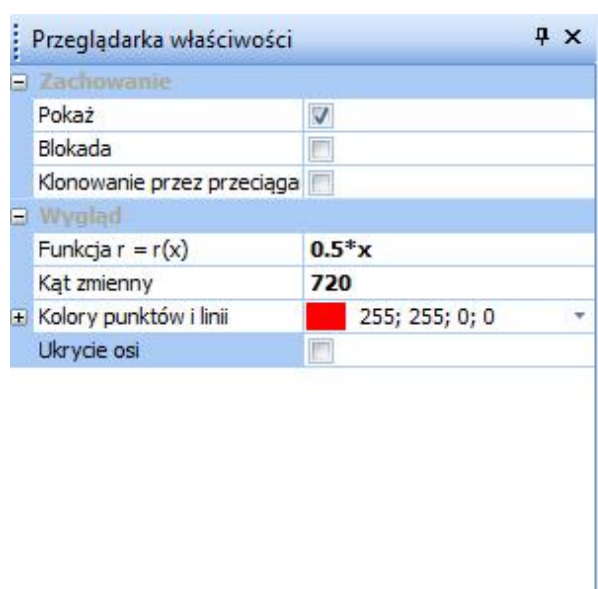 Przeglądarka właściwości
Zachowanie
Pokaż
Blokada
Klonowanie przez przeciąga
Wygląd
Funkcja r = r(x) 0.5*x
Kąt zmienny 720
Kolory punktów i linii 255; 255; 0; 0
Ukrycie osi